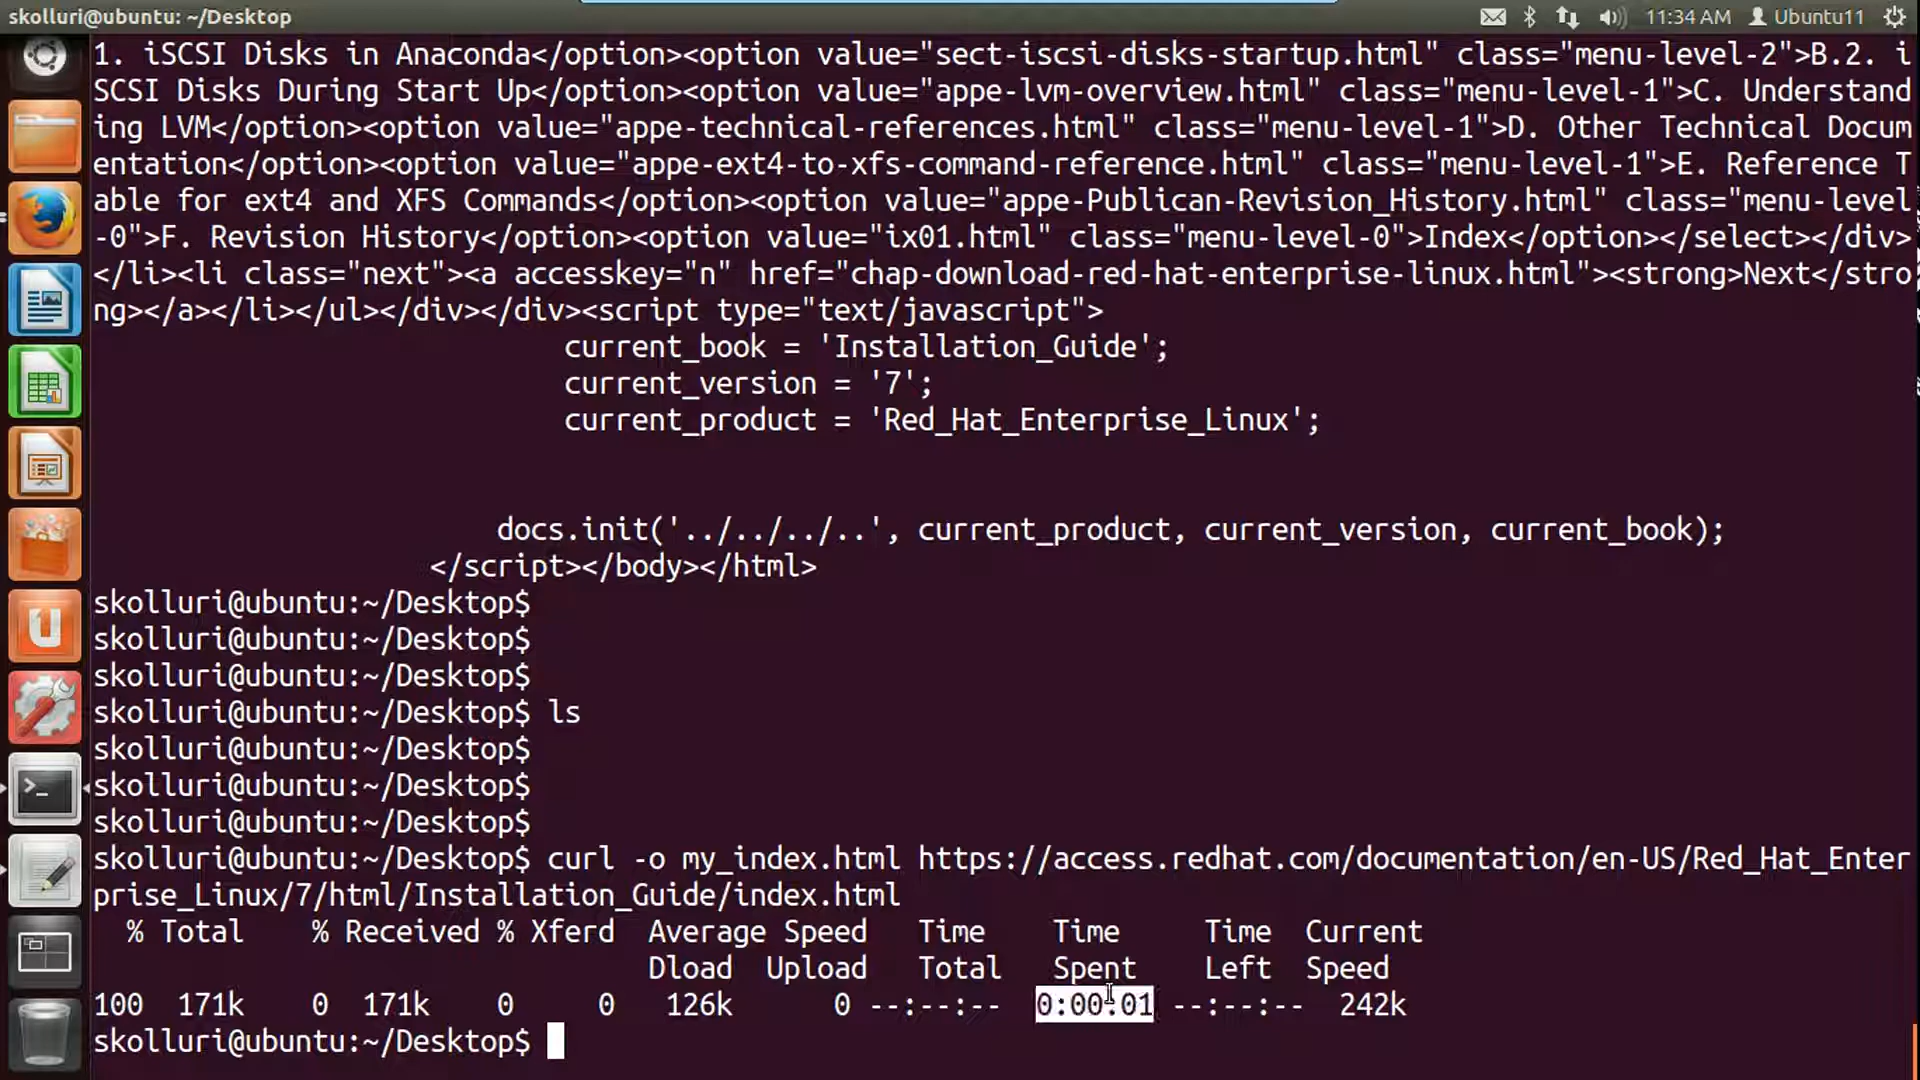 skolluri@ubuntu: ~/Desktop
11:34 AM
Ubuntu11
1. iSCSI Disks in Anaconda</option><option value="sect-iscsi-disks-startup.html" class="menu-level-2">B.2. i
SCSI Disks During Start Up</option><option value="appe-lvm-overview.html" class="menu-level-1">C. Understand
ing LVM</option><option value="appe-technical-references.html" class="menu-level-1">D. Other Technical Docum
entation</option><option value="appe-ext4-to-xfs-command-reference.html" class="menu-level-1">E. Reference T
able for ext4 and XFS Commands</option><option value="appe-Publican-Revision_History.html" class="menu-level
-0">F. Revision History</option><option value="ix01.html" class="menu-level-0">Index</option></select></div>
</li><li class="next"><a accesskey="n" href="chap-download-red-hat-enterprise-linux.html"><strong>Next</stro
ng></a></li></ul></div></div><script type="text/javascript">
current_book = 'Installation_Guide';
current_version = '7';
current_product = 'Red_Hat_Enterprise_Linux';
docs.init('../../../..', current_product, current_version, current_book);
</script></body></html>
skolluri@ubuntu:~/Desktop$
skolluri@ubuntu:~/Desktop$
skolluri@ubuntu:~/Desktop$
skolluri@ubuntu:~/Desktop$ ls
skolluri@ubuntu:~/Desktop$
skolluri@ubuntu:~/Desktop$
skolluri@ubuntu:~/Desktop$
skolluri@ubuntu:~/Desktop$ curl -o my_index.html https://access.redhat.com/documentation/en-US/Red_Hat_Enter
prise_Linux/7/html/Installation_Guide/index.html
% Total % Received % Xferd Average Speed Time Time Time Current
Dload Upload Total Spent Left Speed
100 171k 0 171k 0 0 126k 0 --:--:-- 0:00:01 --:--:-- 242k
skolluri@ubuntu:~/Desktop$